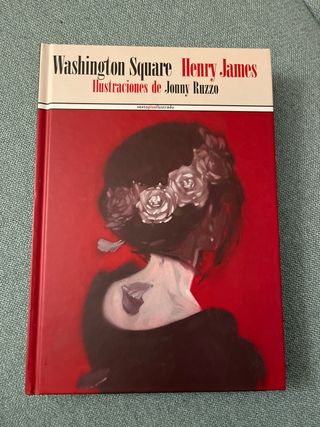 Washington Square Henry James
Ilustraciones de Jonny Ruzzo
sextopisoilustrado